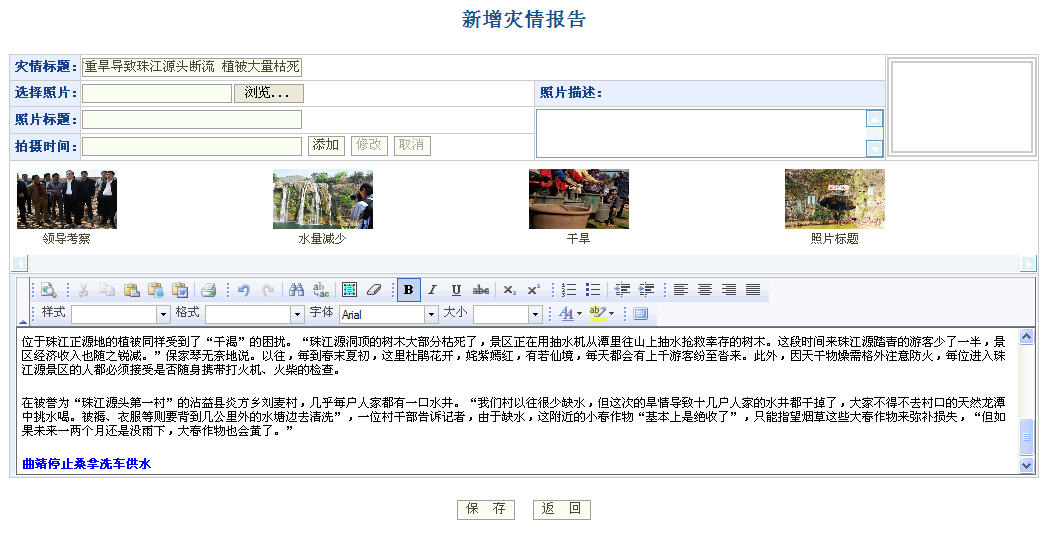 新增灾情报告
灾情标题： 重旱导致珠江源头断流 植被大量枯死
选择照片： 浏览... 照片描述：
照片标题：
拍摄时间： 添加 修改 取消
领导考察 水量减少 干旱 照片标题
B I U abc
样式 格式 字体 Arial 大小
位于珠江正源地的植被同样受到了“干渴”的困扰。“珠江源洞顶的树木大部分枯死了，景区正在用抽水机从潭里往山上抽水抢救幸存的树木。这段时间来珠江源踏青的游客少了一半，景
区经济收入也随之锐减。”保家琴无奈地说。以往，每到春末夏初，这里杜鹃花开，姹紫嫣红，有若仙境，每天都会有上千游客纷至沓来。此外，因天干物燥需格外注意防火，每位进入珠
江源景区的人都必须接受是否随身携带打火机、火柴的检查。
在被誉为“珠江源头第一村”的沾益县炎方乡刘麦村，几乎每户人家都有一口水井。“我们村以往很少缺水，但这次的旱情导致十几户人家的水井都干掉了，大家不得不去村口的天然龙潭
中挑水喝。被褥、衣服等则要背到几公里外的水塘边去清洗”，一位村干部告诉记者，由于缺水，这附近的小春作物“基本上是绝收了”，只能指望烟草这些大春作物来弥补损失，“但如
果未来一两个月还是没雨下，大春作物也会黄了。”
曲靖停止桑拿洗车供水
保 存 返 回